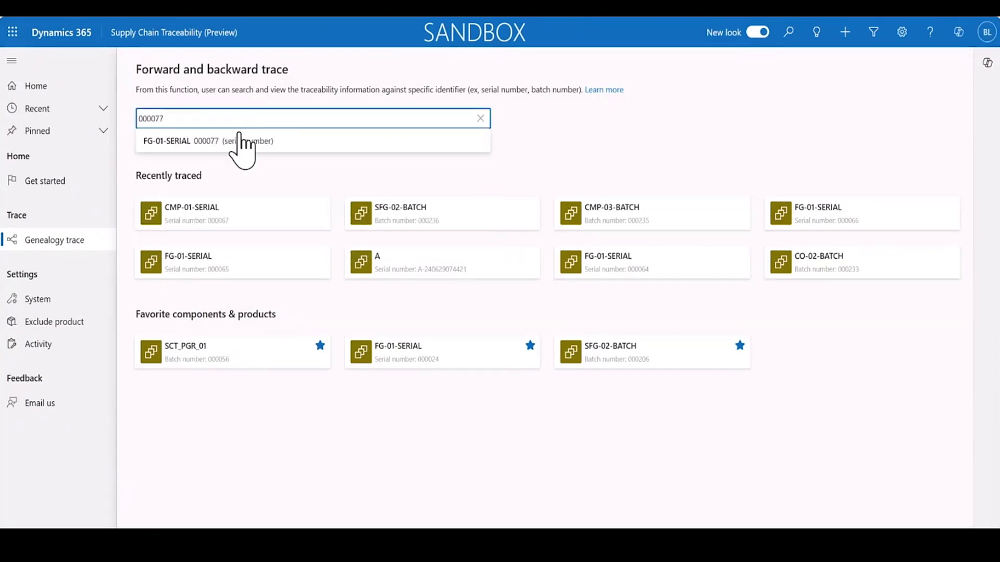 Dynamics 365
Supply Chain Traceability (Preview)
SANDBOX
New look
BL
Home
Recent
Pinned
Home
Get started
Trace
Genealogy trace
Settings
System
Exclude product
Activity
Feedback
Email us
Forward and backward trace
From this function, user can search and view the traceability information against specific identifier (ex, serial number, batch number). Learn more
000077
FG-01-SERIAL 000077 (serial number)
Recently traced
CMP-01-SERIAL
Serial number: 000067
SFG-02-BATCH
Batch number: 000236
CMP-03-BATCH
Batch number: 000235
FG-01-SERIAL
Serial number: 000066
FG-01-SERIAL
Serial number: 000065
A
Serial number: A-240629074421
FG-01-SERIAL
Serial number: 000064
CO-02-BATCH
Batch number: 000233
Favorite components & products
SCT_PGR_01
Batch number: 000056
FG-01-SERIAL
Serial number: 000024
SFG-02-BATCH
Batch number: 000206